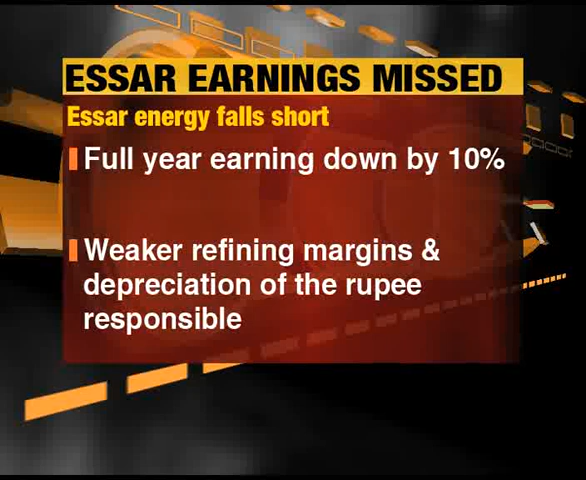 ESSAR EARNINGS MISSED
Essar energy falls short
Full year earning down by 10%
Weaker refining margins &
depreciation of the rupee
responsible